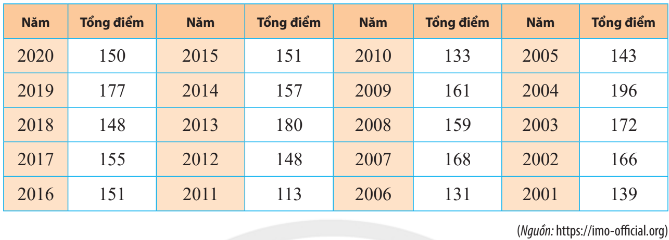 Năm Tổng điểm Năm Tổng điểm Năm Tổng điểm Năm Tổng điểm
2020 150 2015 151 2010 133 2005 143
2019 177 2014 157 2009 161 2004 196
2018 148 2013 180 2008 159 2003 172
2017 155 2012 148 2007 168 2002 166
2016 151 2011 113 2006 131 2001 139
(Nguồn: https://imo-official.org)